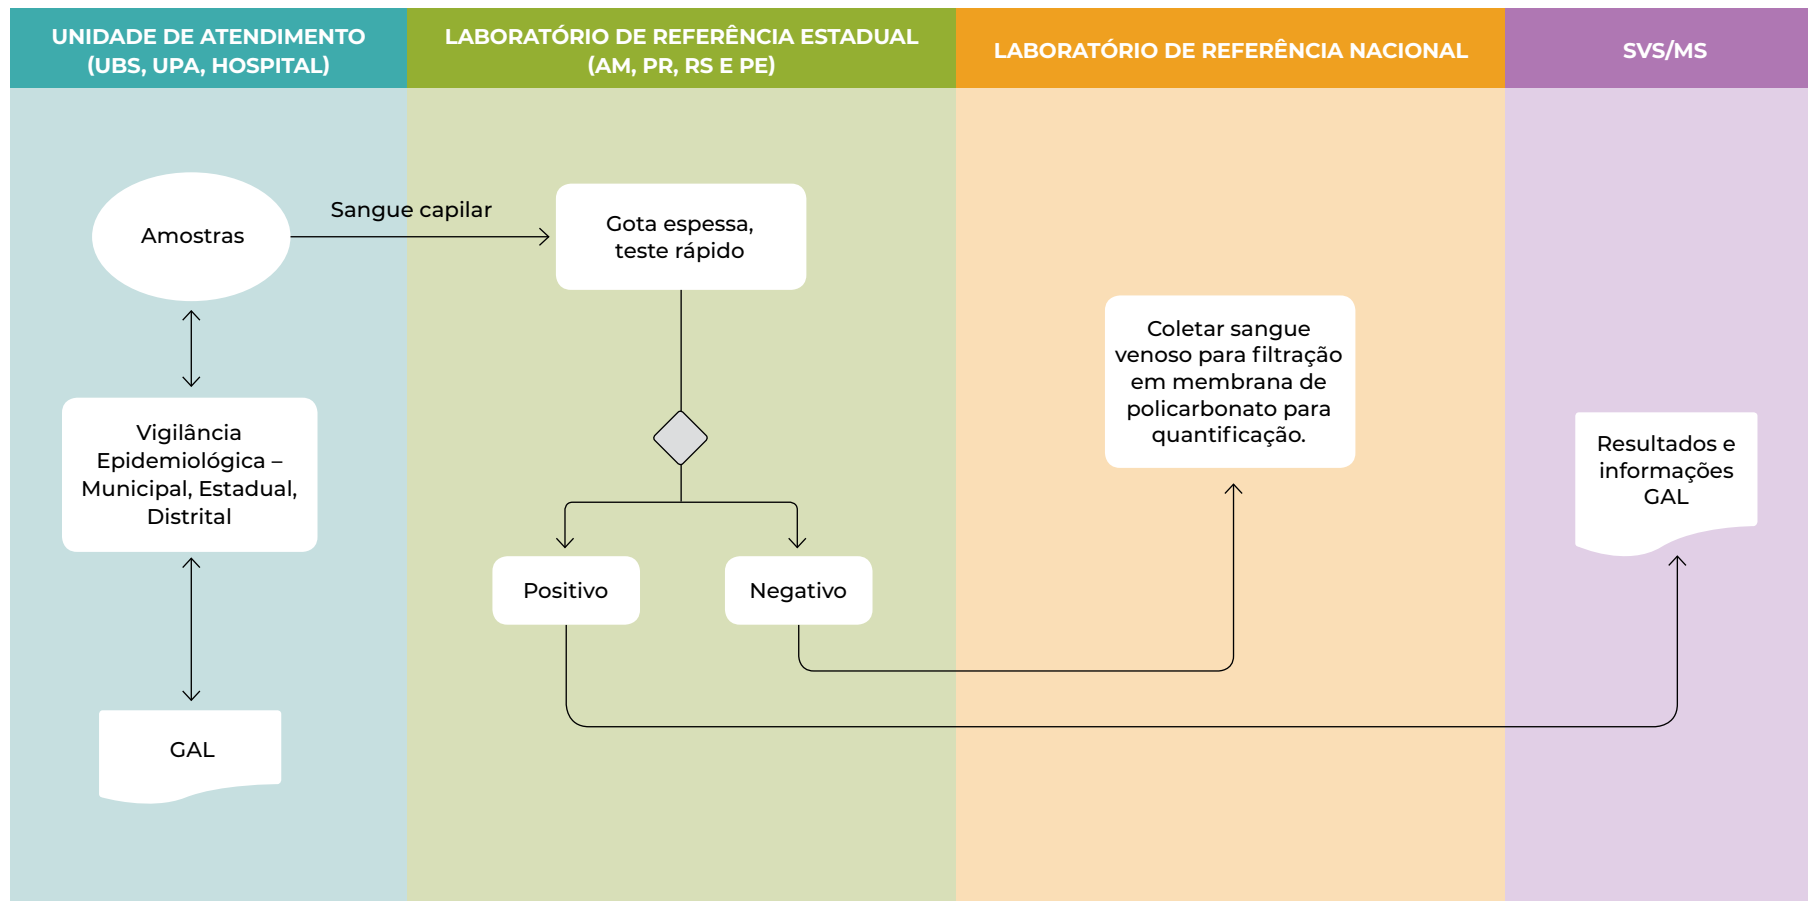 UNIDADE DE ATENDIMENTO
(UBS, UPA, HOSPITAL)
LABORATÓRIO DE REFERÊNCIA ESTADUAL
(AM, PR, RS E PE)
LABORATÓRIO DE REFERÊNCIA NACIONAL
SVS/MS
Amostras
Sangue capilar
Gota espessa,
teste rápido
Vigilância
Epidemiológica –
Municipal, Estadual,
Distrital
GAL
Positivo
Negativo
Coletar sangue
venoso para filtração
em membrana de
policarbonato para
quantificação.
Resultados e
informações
GAL